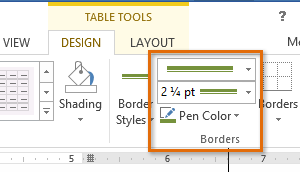 TABLE TOOLS
VIEW DESIGN LAYOUT
Shading
Border
Styles
2 ¼ pt
Pen Color
Borders
Borders
5 6 7